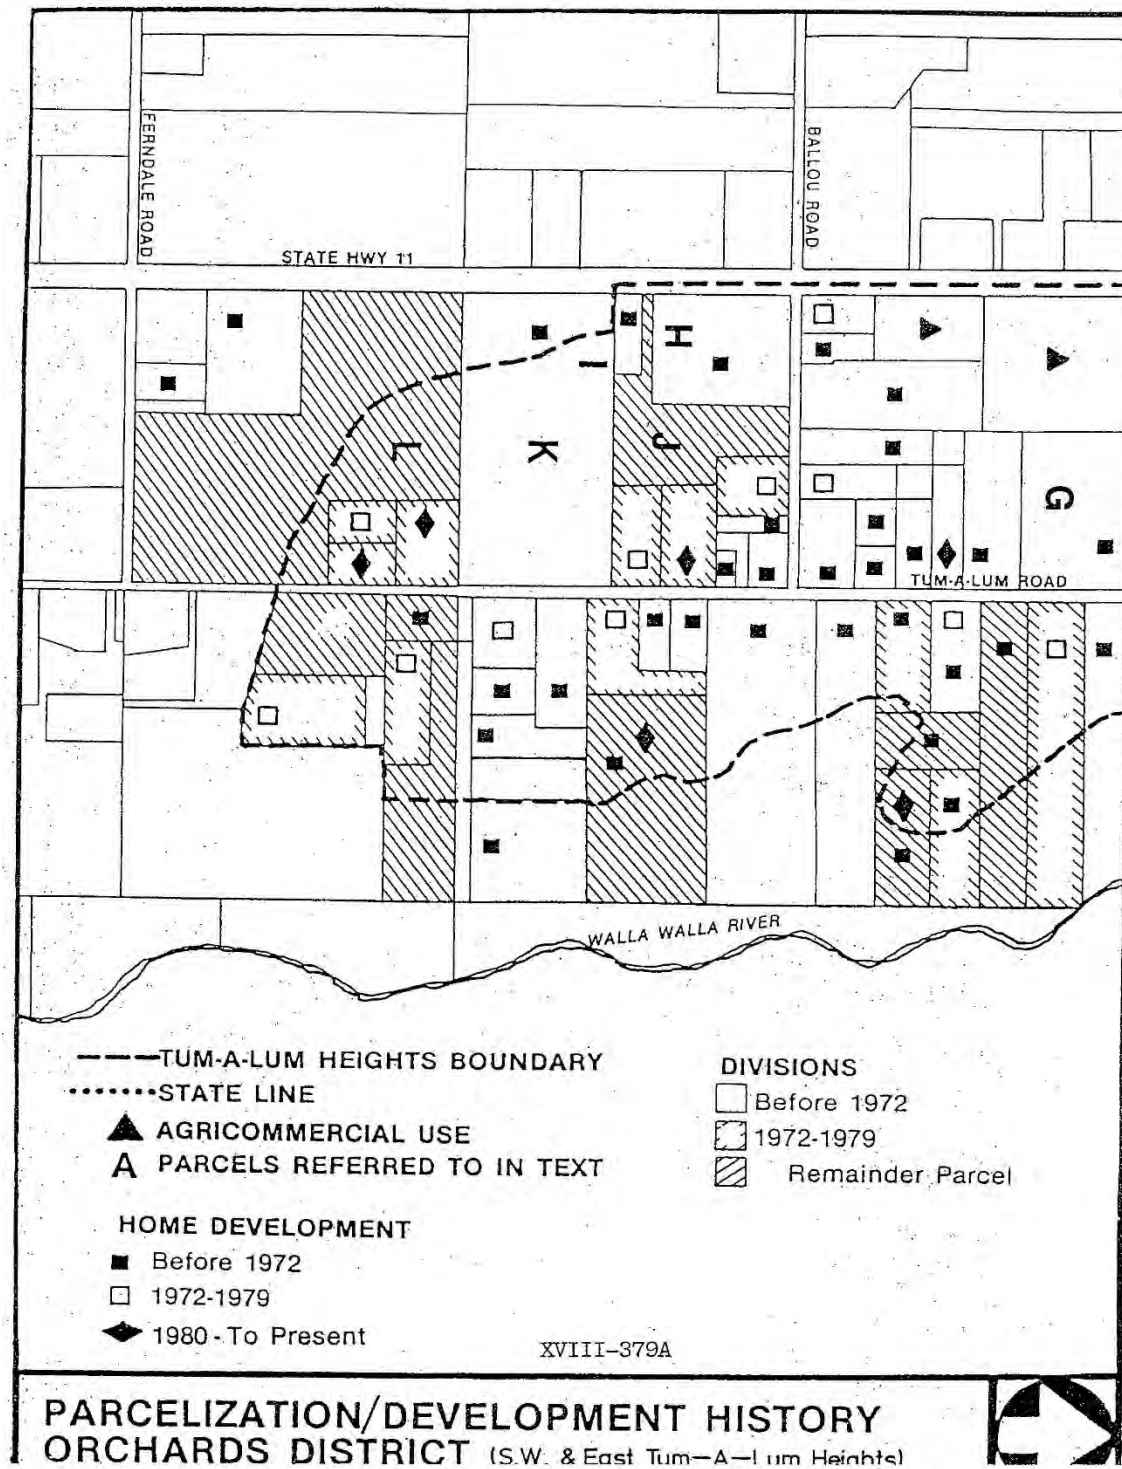 FERNDALE ROAD
BALLOU ROAD
STATE HWY 11
H
I
L
K
J
G
TUM-A-LUM ROAD
WALLA WALLA RIVER
TUM-A-LUM HEIGHTS BOUNDARY
STATE LINE
AGRICOMMERCIAL USE
A PARCELS REFERRED TO IN TEXT
HOME DEVELOPMENT
Before 1972
1972-1979
1980-To Present
DIVISIONS
Before 1972
1972-1979
Remainder Parcel
XVIII-379A
PARCELIZATION/DEVELOPMENT HISTORY
ORCHARDS DISTRICT (S.W. & East Tum-A-Lum Heights)